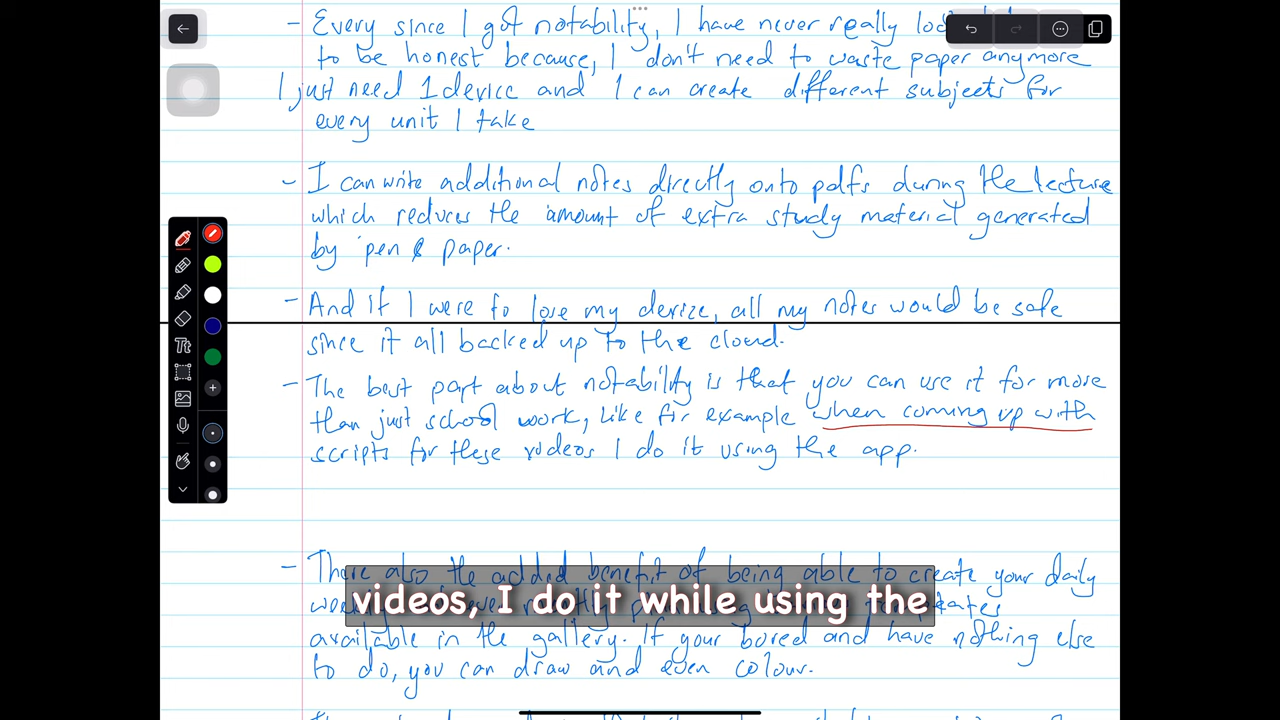 - Every since I got notability, I have never really
to be honest because, I don't need to waste paper anymore
I just need 1 device and I can create different subjects for
every unit I take
- I can write additional notes directly onto pdfs during the lecture
which reduces the amount of extra study material generated
by pen & paper.
- And if I were to lose my device, all my notes would be safe
since it all backed up to the cloud.
Tt
- The best part about notability is that you can use it for more
than just school work, like for example when coming up with
scripts for these videos I do it using the app.
- There also the added benefit of being able to create your daily
videos, I do it while using the
available in the gallery. If your bored and have nothing else
to do, you can draw and even colour.